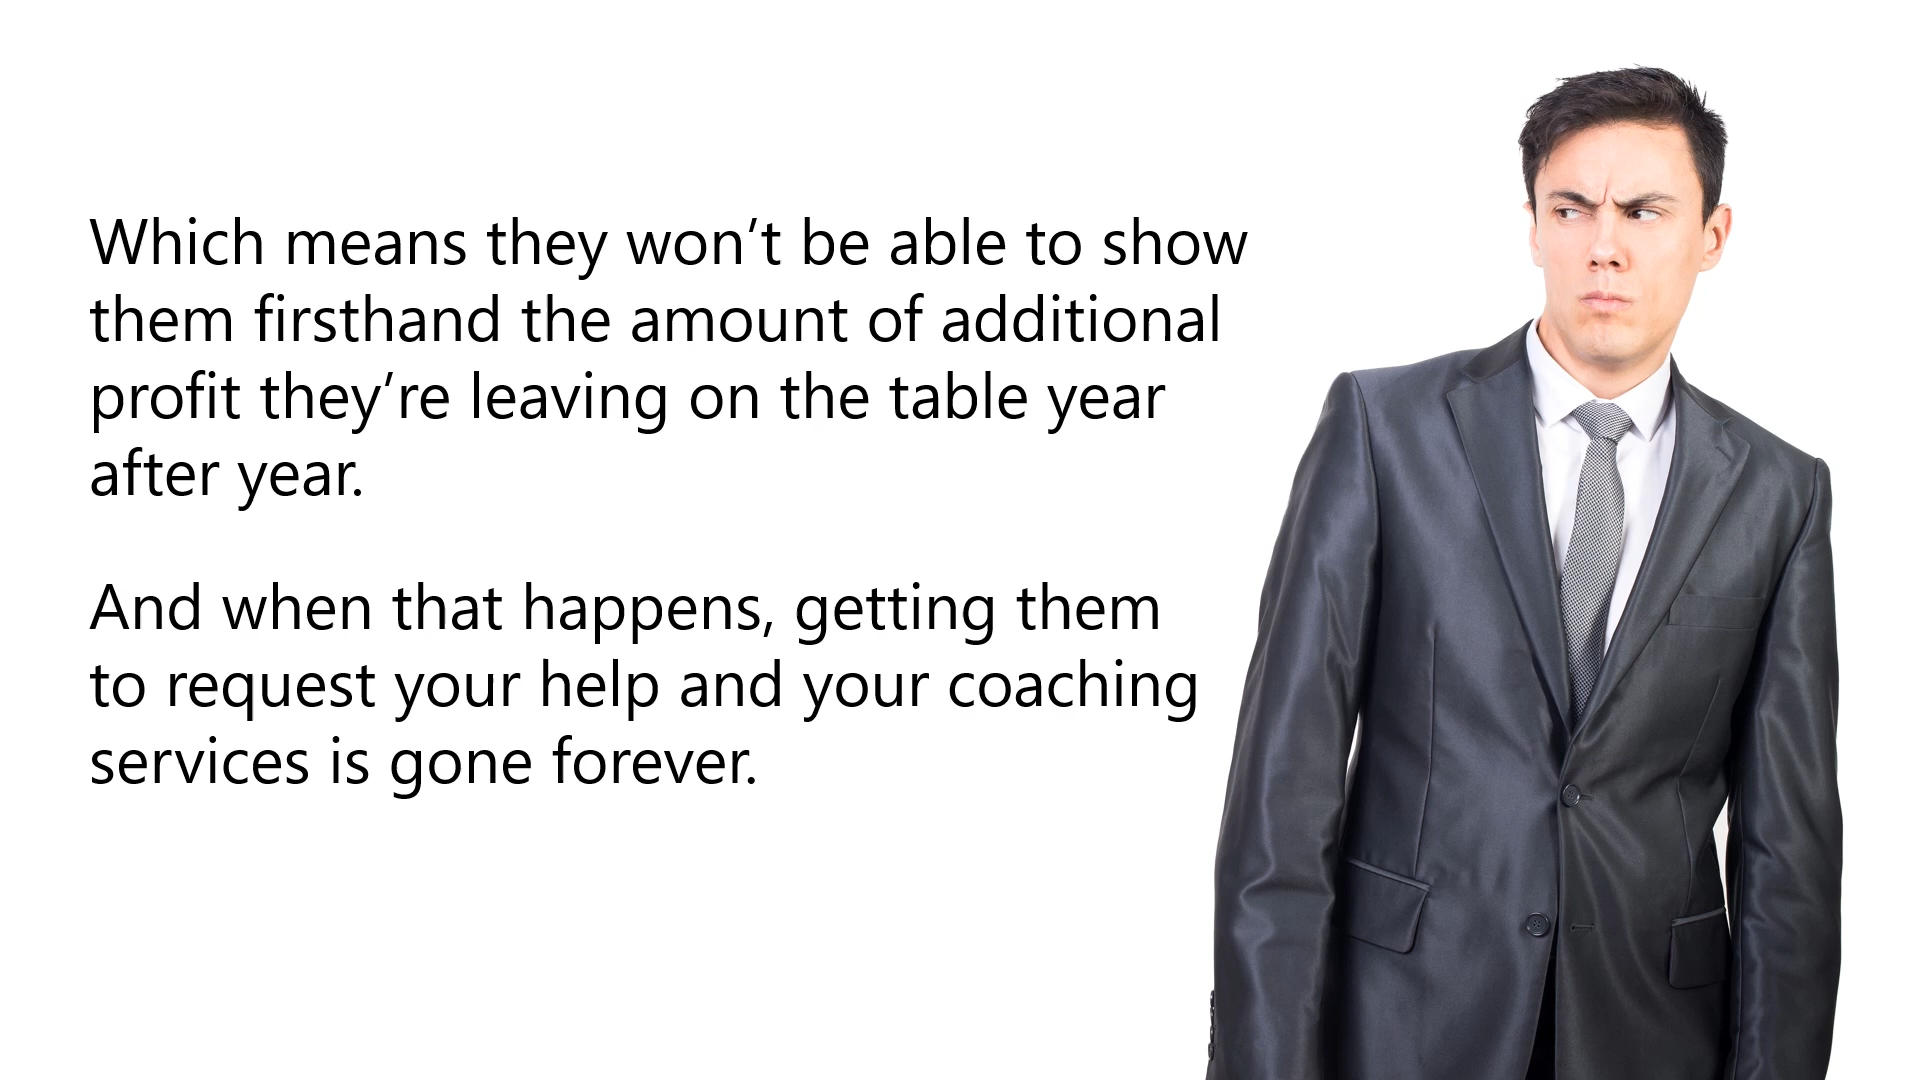 Which means they won’t be able to show
them firsthand the amount of additional
profit they’re leaving on the table year
after year.
And when that happens, getting them
to request your help and your coaching
services is gone forever.